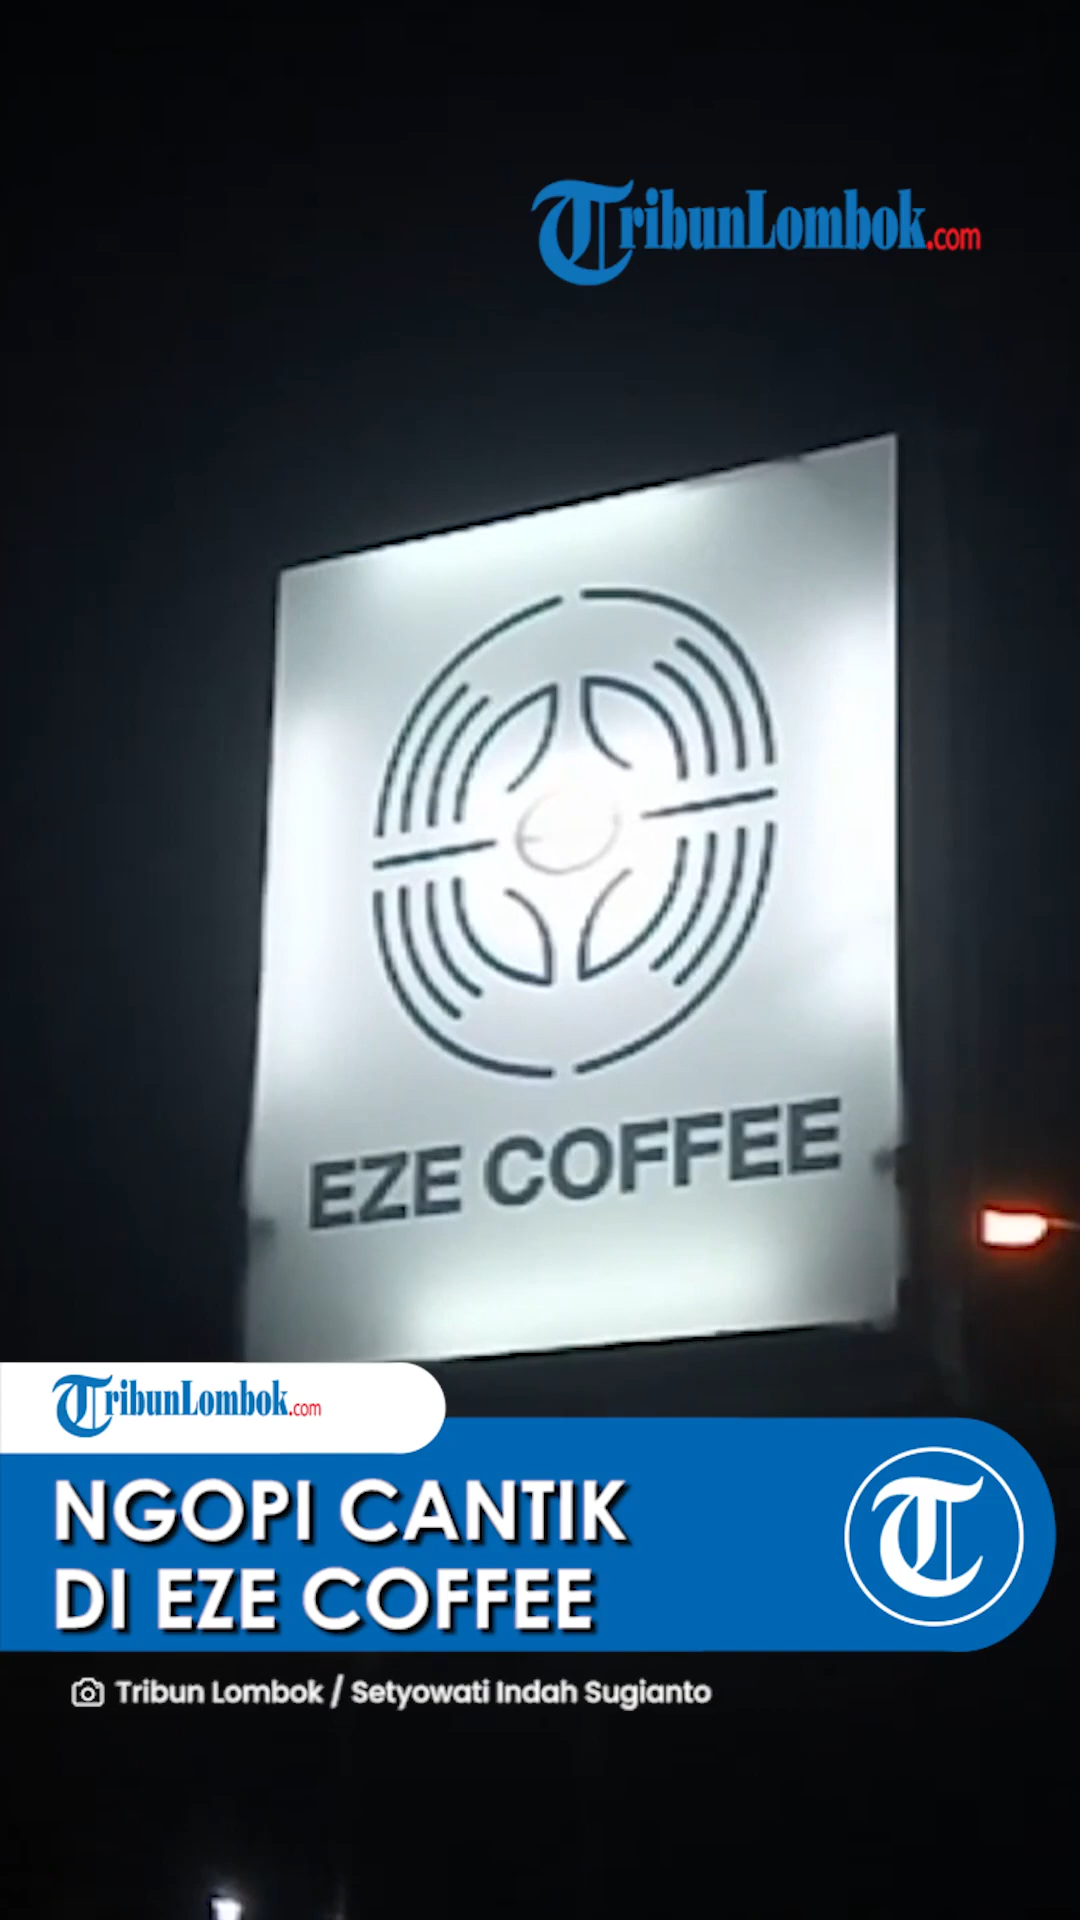 TribunLombok.com
EZE COFFEE
TribunLombok.com
NGOPI CANTIK
DI EZE COFFEE
T
Tribun Lombok / Setyowati Indah Sugianto